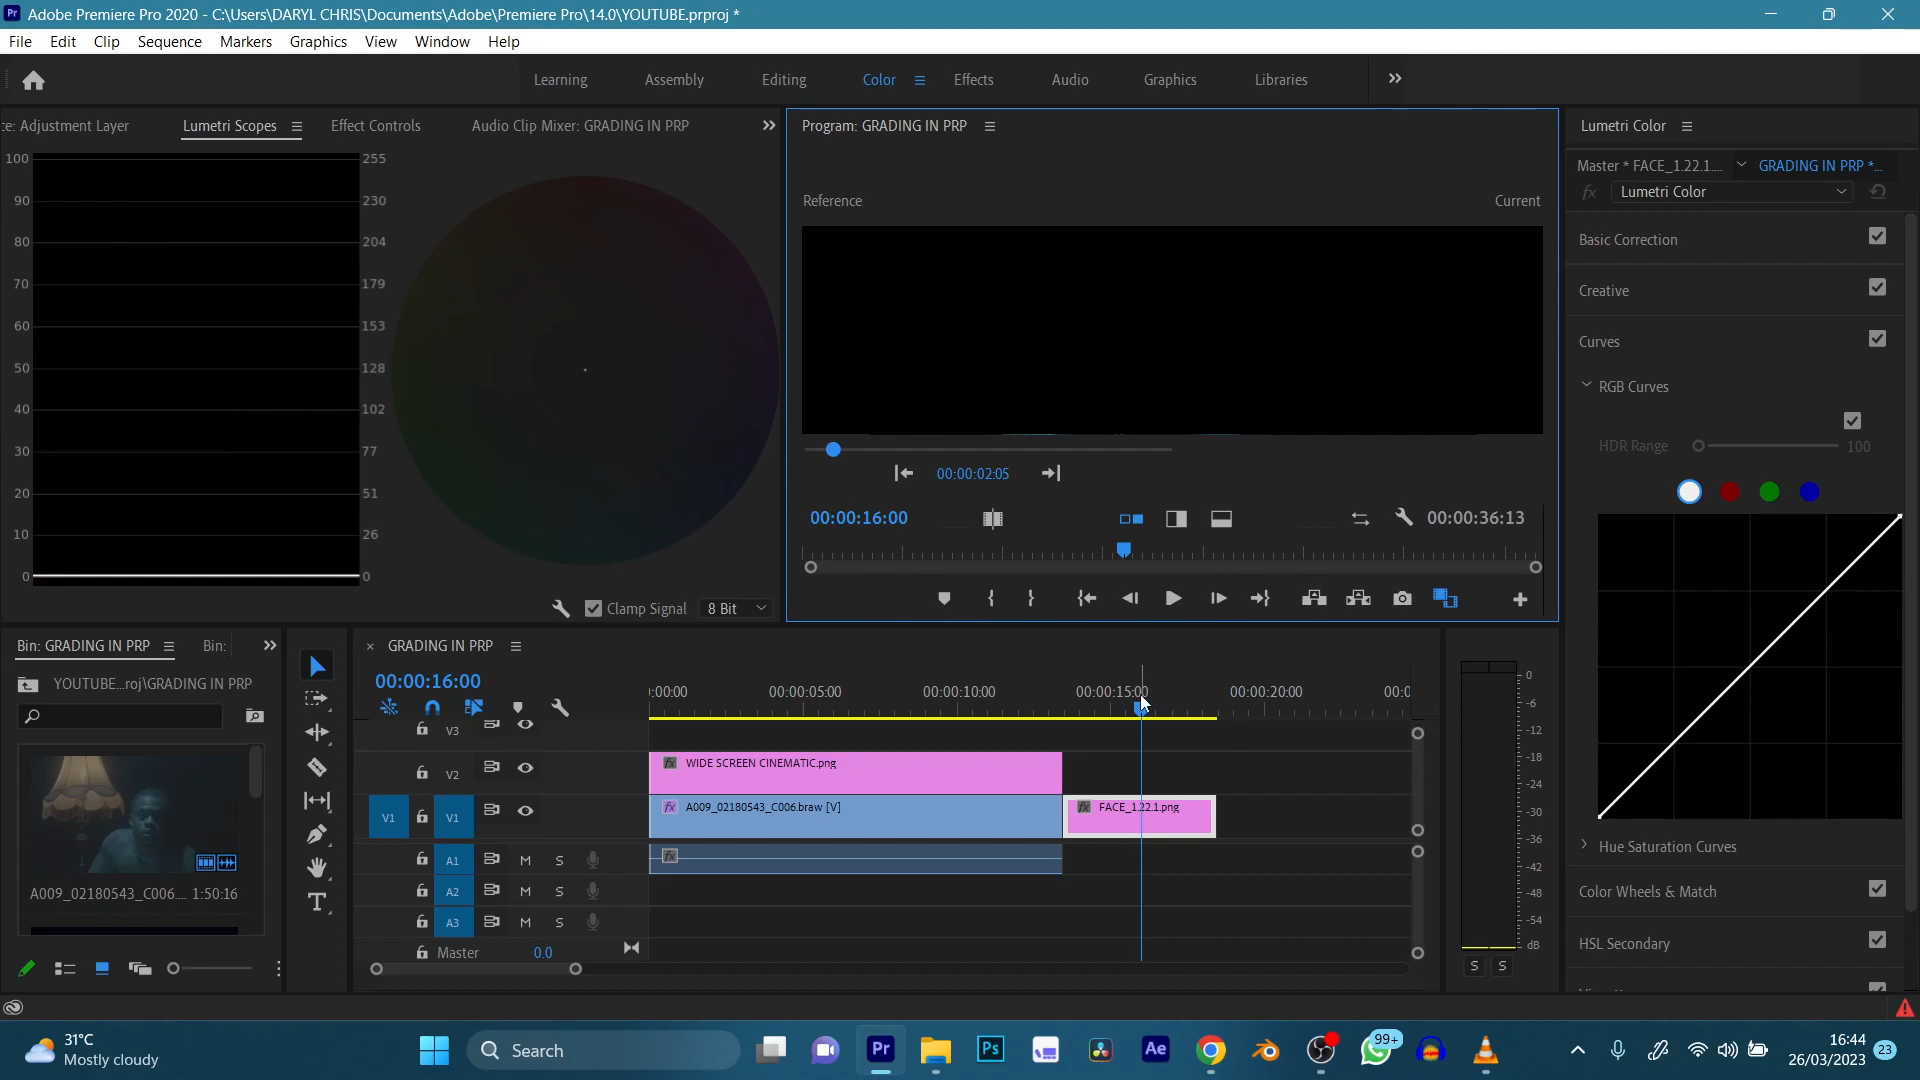 Adobe Premiere Pro 2020 - C:\Users\DARYL CHRIS\Documents\Adobe\Premiere Pro\14.0\YOUTUBE.prproj *
File Edit Clip Sequence Markers Graphics View Window Help
Learning Assembly Editing Color Effects Audio Graphics Libraries
ce: Adjustment Layer Lumetri Scopes Effect Controls Audio Clip Mixer: GRADING IN PRP
100 90 80 70 60 50 40 30 20 10 0
255 230 204 179 153 128 102 77 51 26 0
Clamp Signal 8 Bit
Program: GRADING IN PRP
Reference Current
00:00:02:05
00:00:16:00 00:00:36:13
Lumetri Color
Master * FACE_1.22.1.... GRADING IN PRP *...
fx Lumetri Color
Basic Correction
Creative
Curves
RGB Curves
HDR Range 100
Hue Saturation Curves
Color Wheels & Match
HSL Secondary
Bin: GRADING IN PRP Bin:
YOUTUBE...roj\GRADING IN PRP
A009_02180543_C006.... 1:50:16
× GRADING IN PRP
00:00:16:00
:00:00 00:00:05:00 00:00:10:00 00:00:15:00 00:00:20:00 00:0
V3
V2 fx WIDE SCREEN CINEMATIC.png
V1 V1 fx A009_02180543_C006.braw [V] fx FACE_1.22.1.png
A1 M S fx
A2 M S
A3 M S
Master 0.0
0 -6 -12 -18 -24 -30 -36 -42 -48 -54 dB
S S
31°C
Mostly cloudy
Search
Pr Ps Ae
99+
16:44
26/03/2023
23